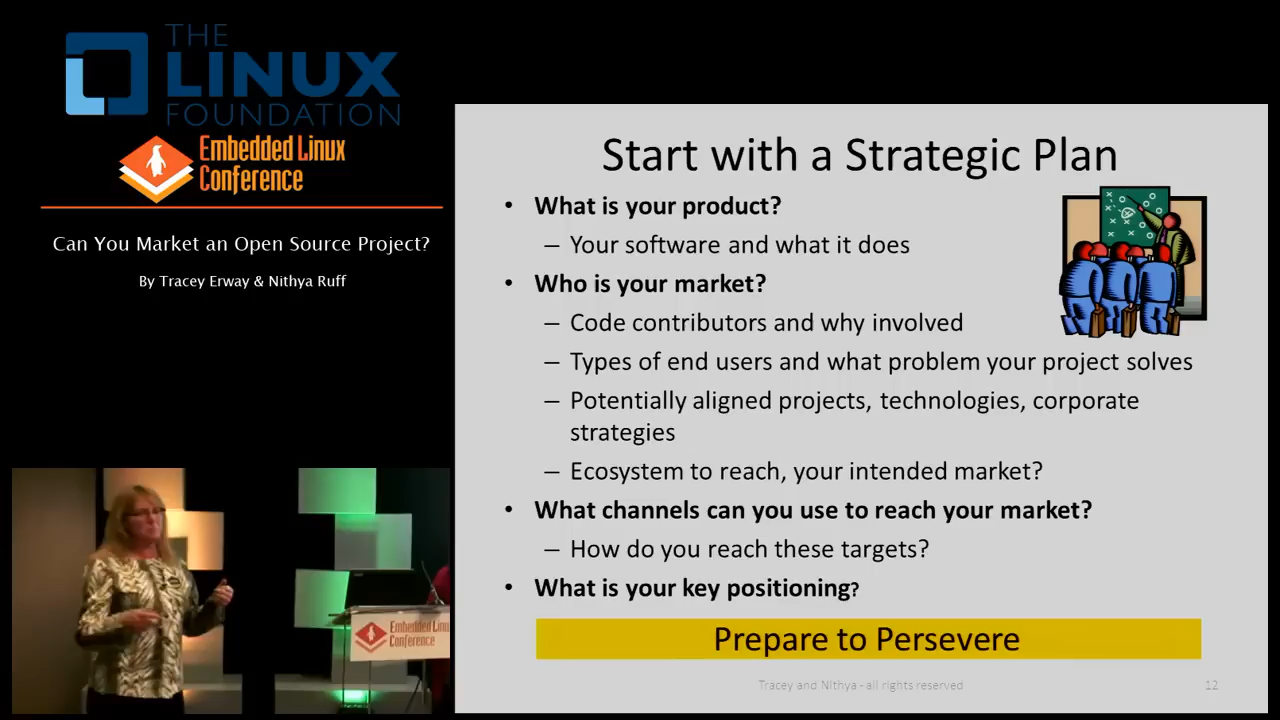 THE
LINUX
FOUNDATION
Embedded Linux
Conference
Can You Market an Open Source Project?
By Tracey Erway & Nithya Ruff
Start with a Strategic Plan
• What is your product?
– Your software and what it does
• Who is your market?
– Code contributors and why involved
– Types of end users and what problem your project solves
– Potentially aligned projects, technologies, corporate
strategies
– Ecosystem to reach, your intended market?
• What channels can you use to reach your market?
– How do you reach these targets?
• What is your key positioning?
Prepare to Persevere
Tracey and Nithya - all rights reserved
12
Embedded Linu
Conference